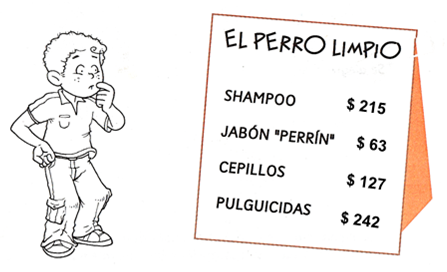 EL PERRO LIMPIO
SHAMPOO $ 215
JABÓN "PERRÍN" $ 63
CEPILLOS $ 127
PULGUICIDAS $ 242